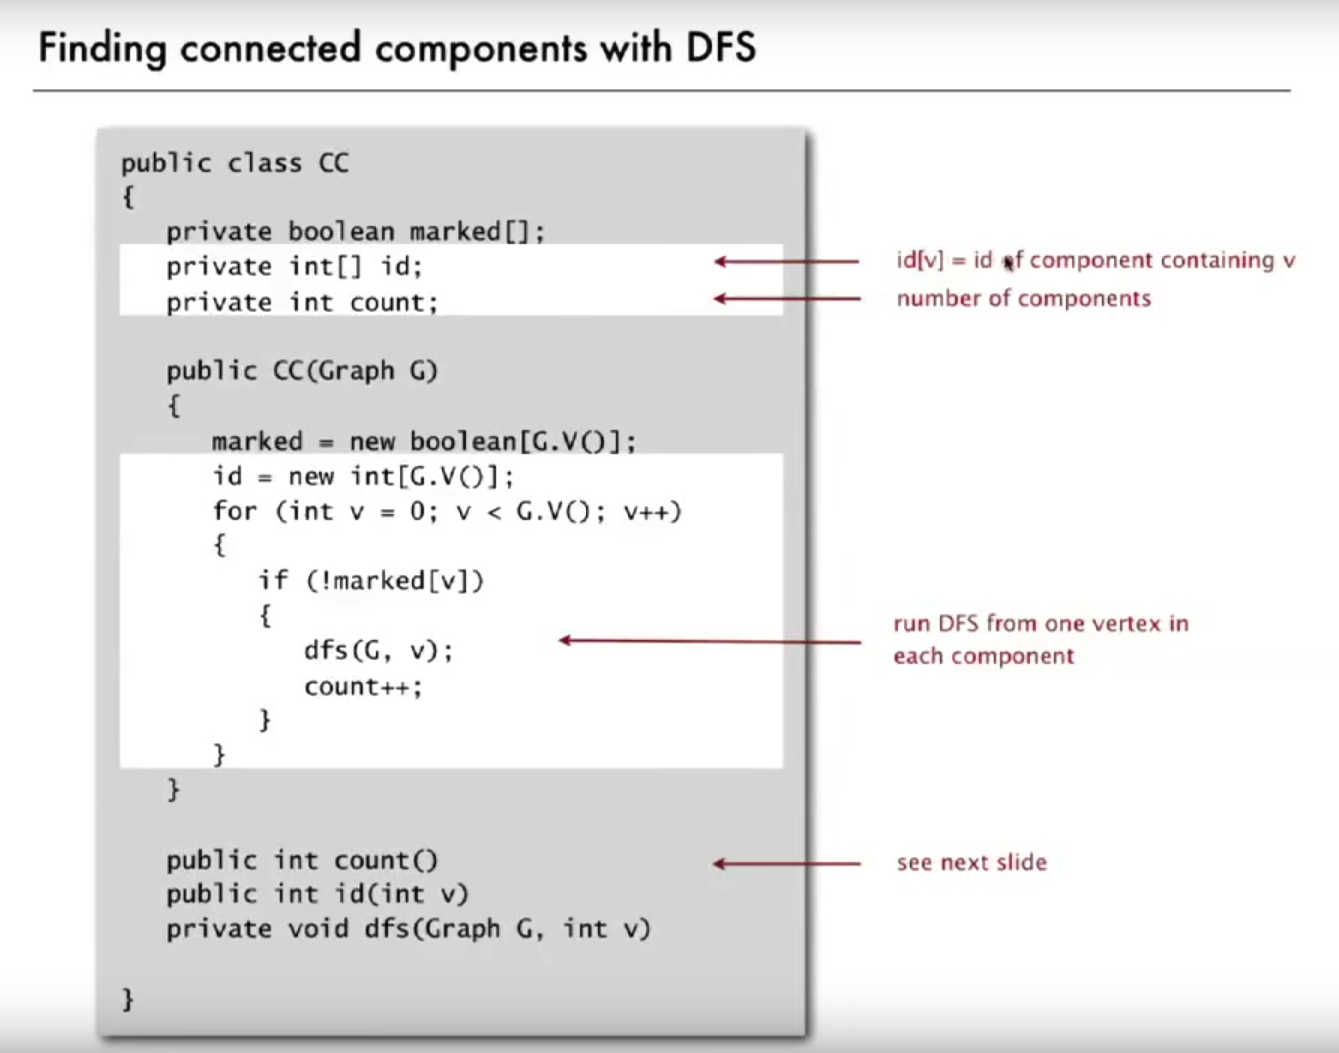 Finding connected components with DFS
public class CC
{
private boolean marked[];
private int[] id;
id[v] = id of component containing v
private int count;
number of components
public CC(Graph G)
{
marked = new boolean[G.V()];
id = new int[G.V()];
for (int v = 0; v < G.V(); v++)
{
if (!marked[v])
{
dfs(G, v);
count++;
}
}
}
run DFS from one vertex in
each component
public int count()
see next slide
public int id(int v)
private void dfs(Graph G, int v)
}